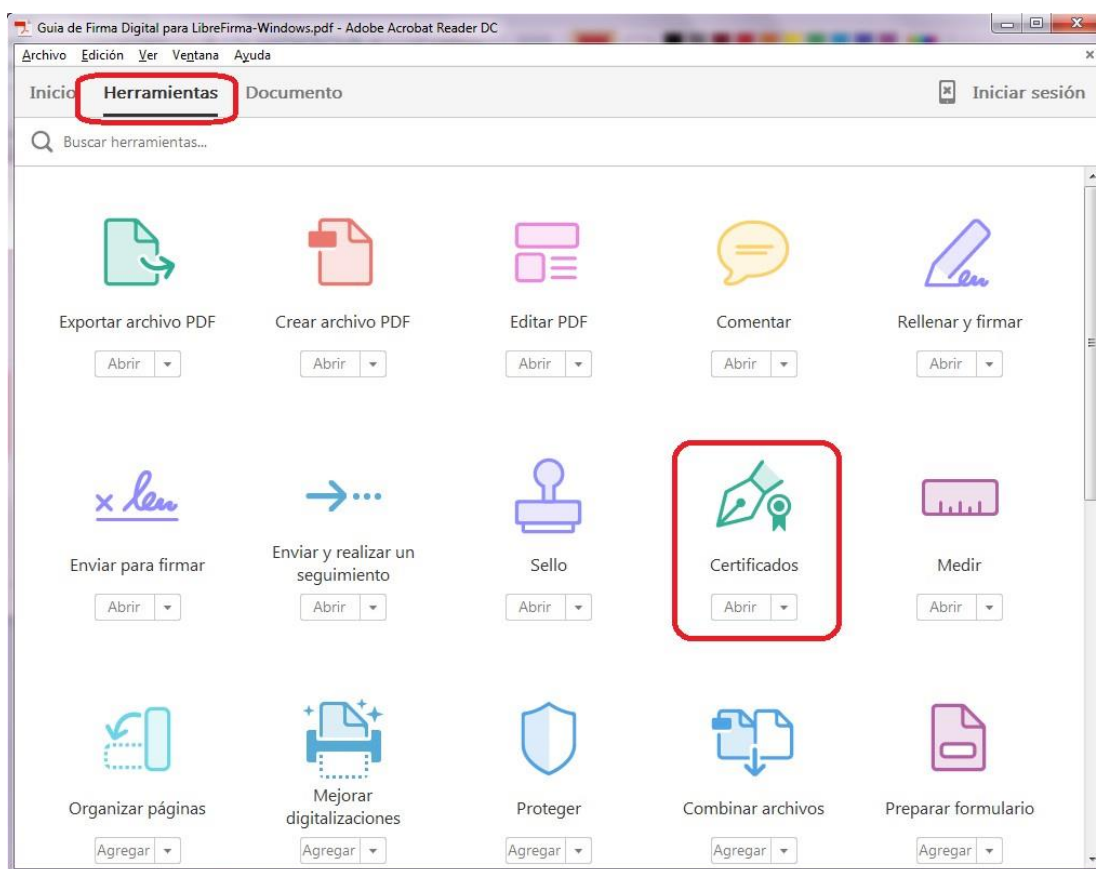 Guia de Firma Digital para LibreFirma-Windows.pdf - Adobe Acrobat Reader DC
Archivo Edición Ver Ventana Ayuda
Inicio Herramientas Documento Iniciar sesión
Buscar herramientas...
Exportar archivo PDF Crear archivo PDF Editar PDF Comentar Rellenar y firmar
Abrir Abrir Abrir Abrir Abrir
Enviar para firmar Enviar y realizar un seguimiento Sello Certificados Medir
Abrir Abrir Abrir Abrir Abrir
Organizar páginas Mejorar digitalizaciones Proteger Combinar archivos Preparar formulario
Agregar Agregar Agregar Agregar Agregar